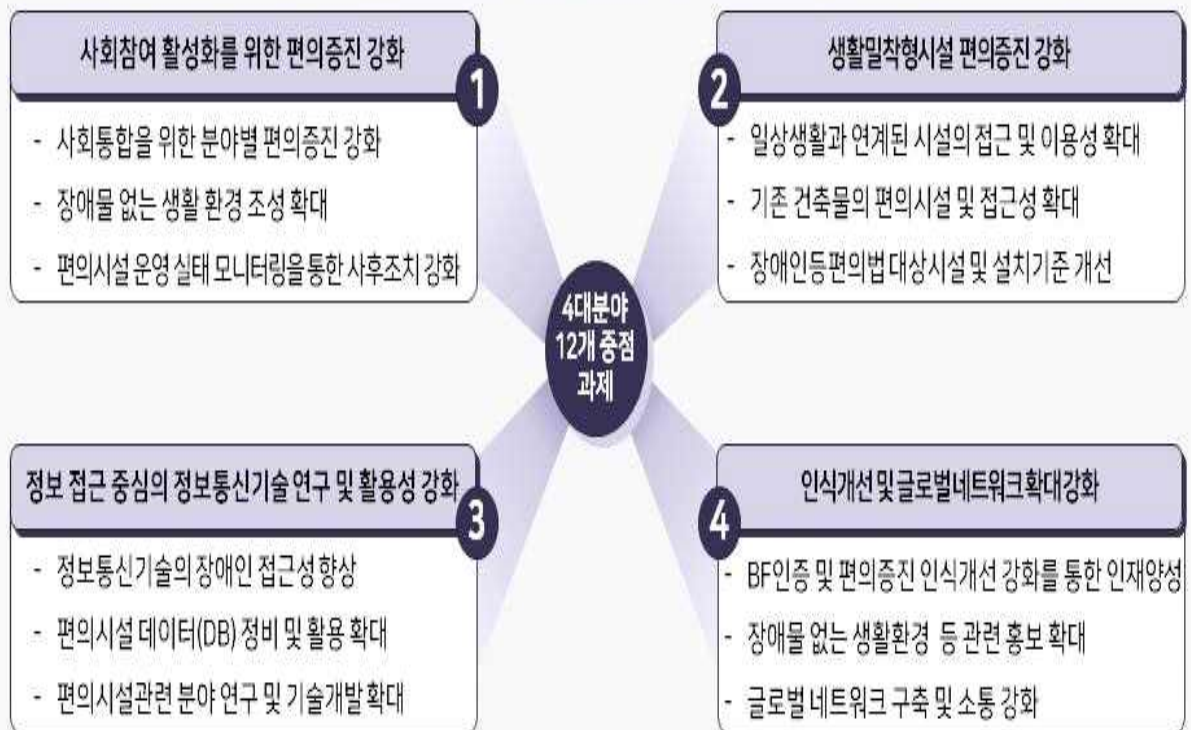 사회참여 활성화를 위한 편의증진 강화
1
- 사회통합을 위한 분야별 편의증진 강화
- 장애물 없는 생활 환경 조성 확대
- 편의시설 운영 실태 모니터링을 통한 사후조치 강화
생활밀착형시설 편의증진 강화
2
- 일상생활과 연계된 시설의 접근 및 이용성 확대
- 기존 건축물의 편의시설 및 접근성 확대
- 장애인등편의법 대상시설 및 설치기준 개선
4대분야
12개 중점
과제
정보 접근 중심의 정보통신기술 연구 및 활용성 강화
3
- 정보통신기술의 장애인 접근성 향상
- 편의시설 데이터(DB) 정비 및 활용 확대
- 편의시설관련 분야 연구 및 기술개발 확대
인식개선 및 글로벌네트워크 확대 강화
4
- BF인증 및 편의증진 인식개선 강화를 통한 인재양성
- 장애물 없는 생활환경 등 관련 홍보 확대
- 글로벌 네트워크 구축 및 소통 강화